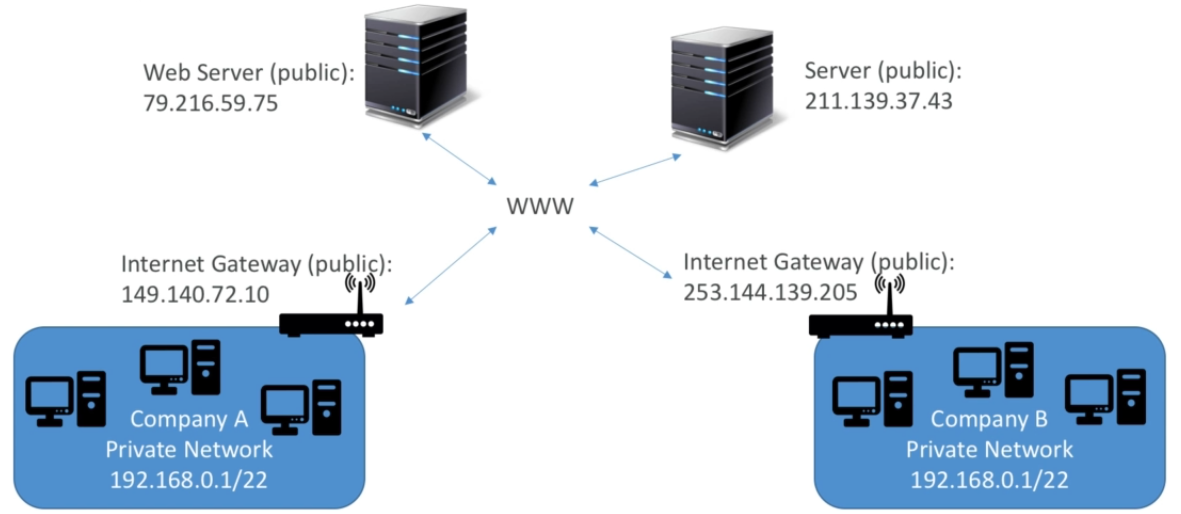 Web Server (public):
79.216.59.75
Server (public):
211.139.37.43
WWW
Internet Gateway (public):
149.140.72.10
Internet Gateway (public):
253.144.139.205
Company A
Private Network
192.168.0.1/22
Company B
Private Network
192.168.0.1/22